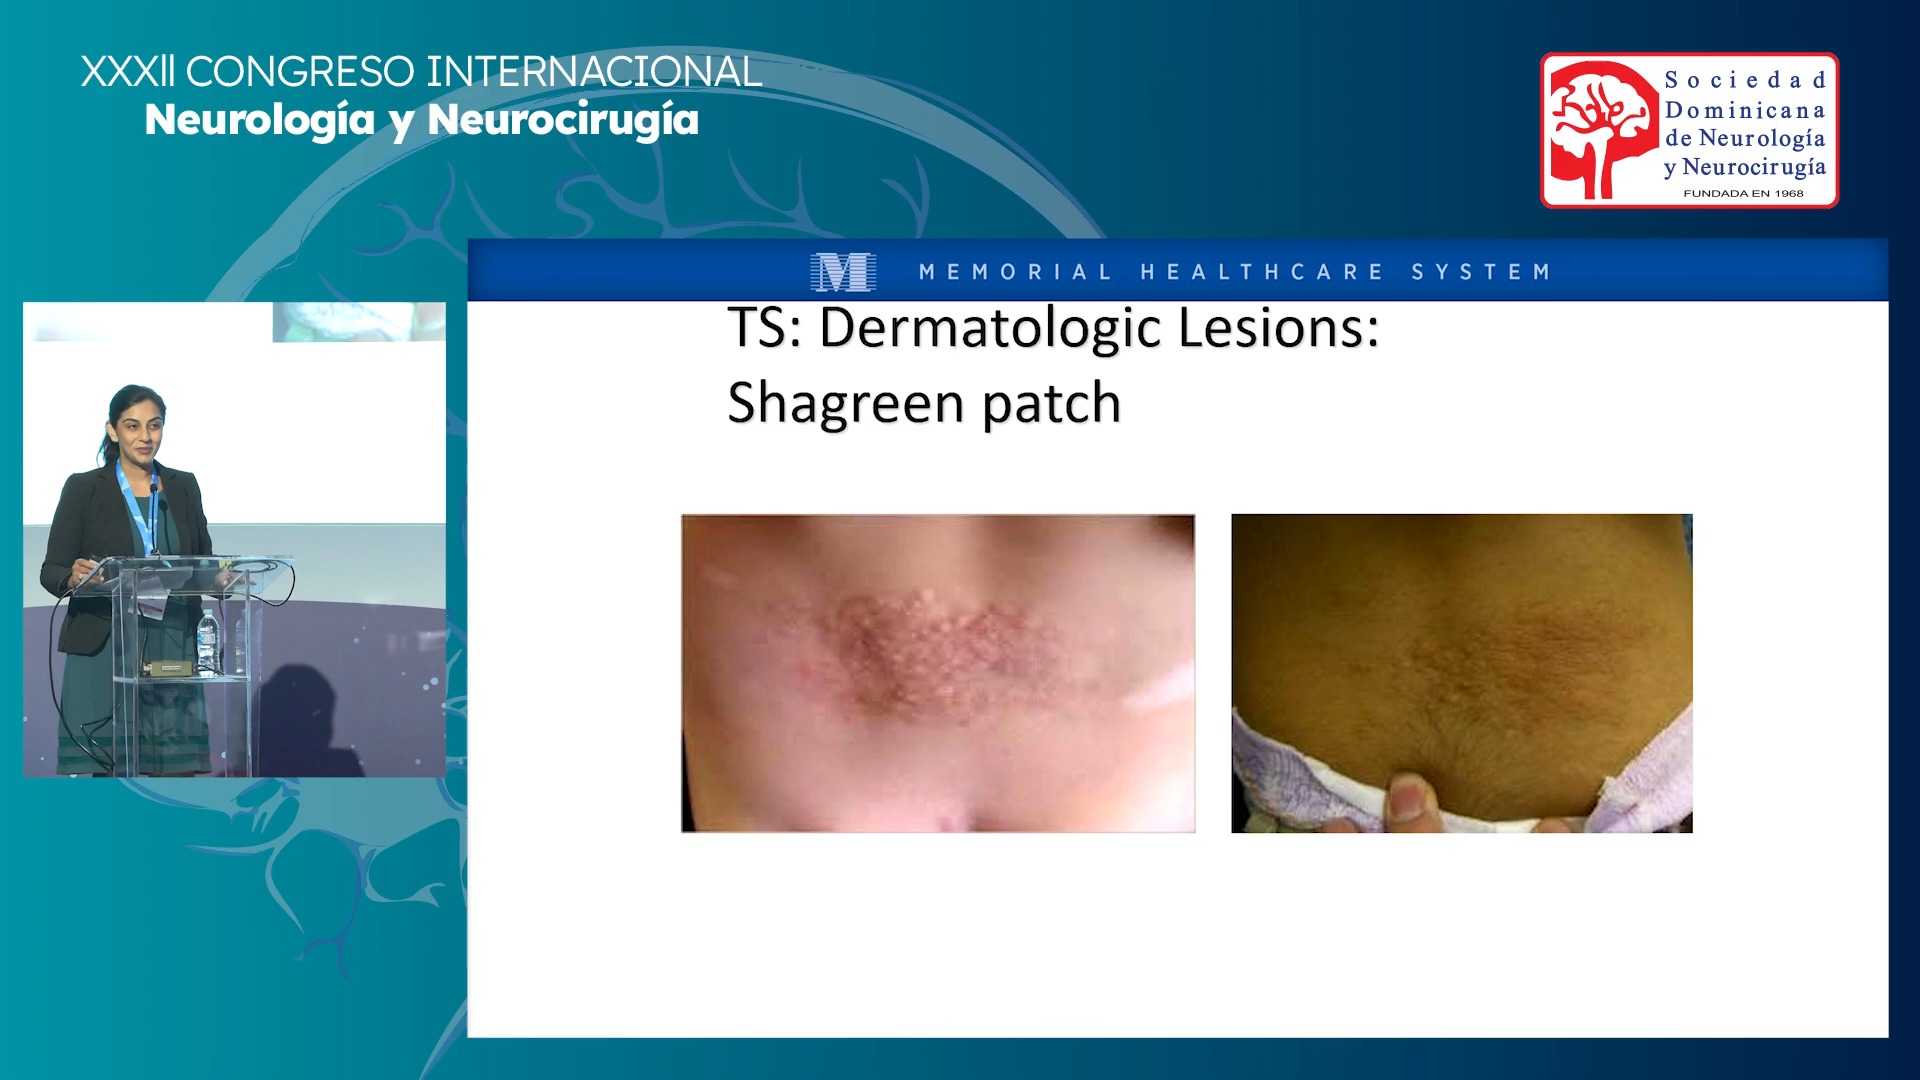 XXXII CONGRESO INTERNACIONAL
Neurología y Neurocirugía
Sociedad
Dominicana
de Neurología
y Neurocirugía
FUNDADA EN 1968
M MEMORIAL HEALTHCARE SYSTEM
TS: Dermatologic Lesions:
Shagreen patch